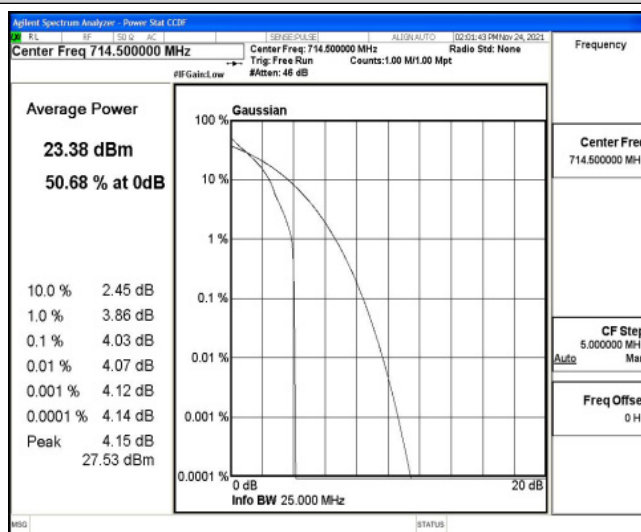 Agilent Spectrum Analyzer - Power Stat CCDF
RL RF 50 Ω AC SENSE:PULSE ALIGN AUTO 02:01:43 PM Nov 24, 2021
Center Freq 714.500000 MHz
Center Freq: 714.500000 MHz Radio Std: None
Trig: Free Run Counts:1.00 M/1.00 Mpt
#IFGain:Low #Atten: 46 dB
Frequency
Average Power
23.38 dBm
50.68 % at 0dB
10.0 % 2.45 dB
1.0 % 3.86 dB
0.1 % 4.03 dB
0.01 % 4.07 dB
0.001 % 4.12 dB
0.0001 % 4.14 dB
Peak 4.15 dB
27.53 dBm
Gaussian
100 %
10 %
1 %
0.1 %
0.01 %
0.001 %
0.0001 %
0 dB 20 dB
Info BW 25.000 MHz
Center Fre
714.500000 MH
CF Step
5.000000 MH
Auto Ma
Freq Offse
0 H
MSG STATUS